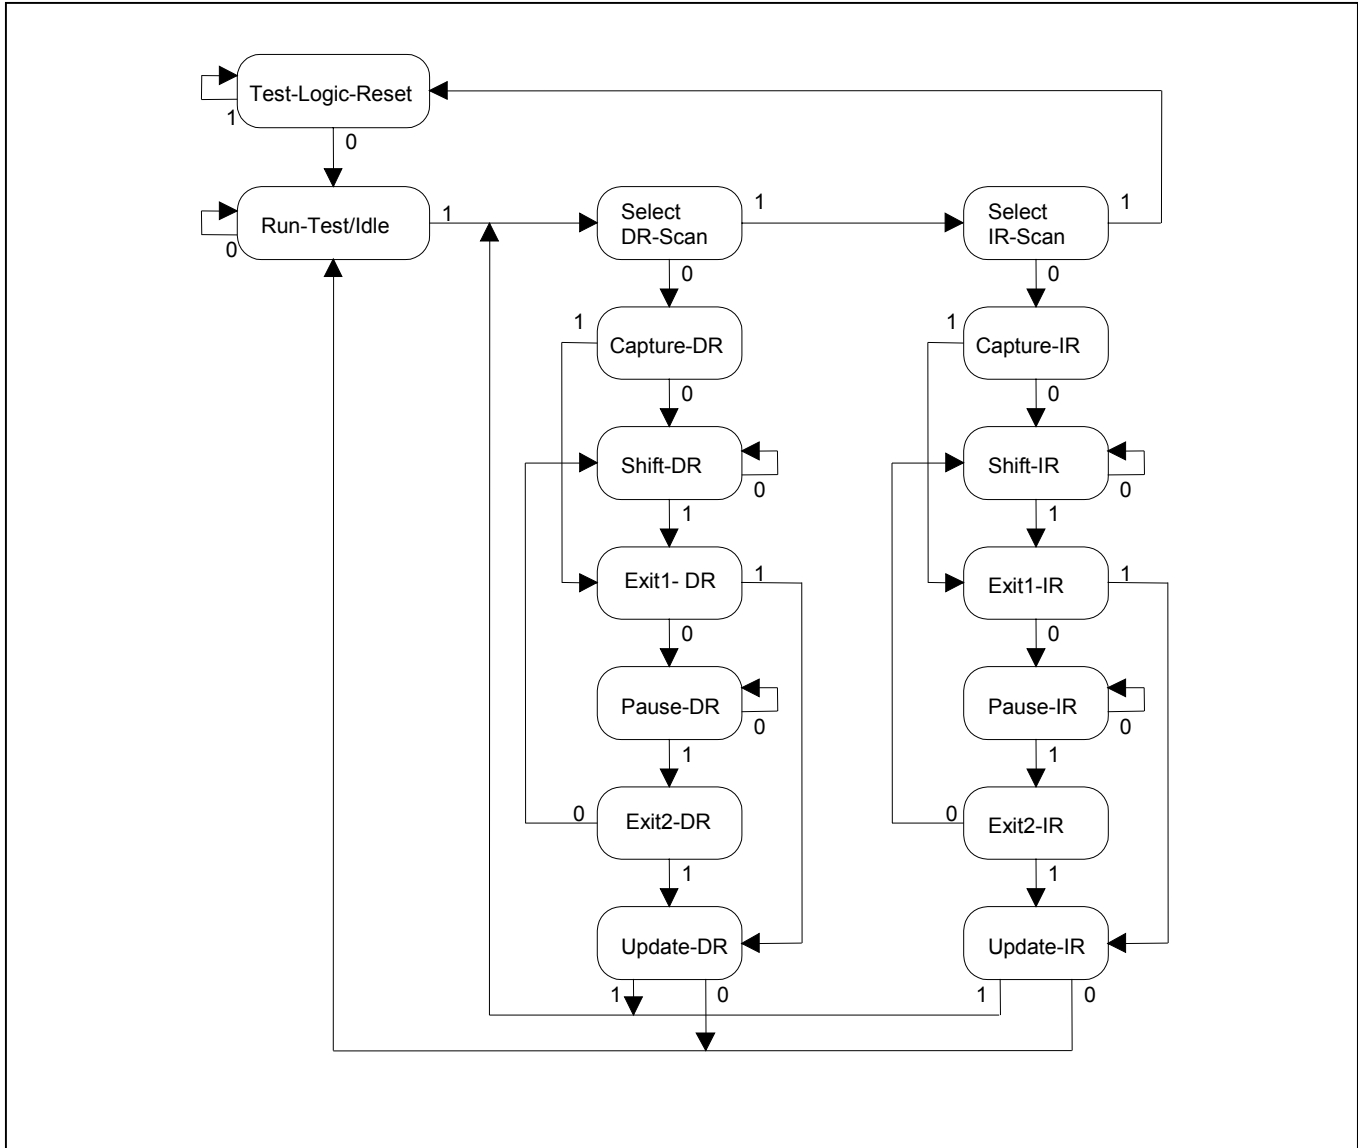 Test-Logic-Reset
1
0
Run-Test/Idle
0
1
Select
DR-Scan
1
0
Select
IR-Scan
1
0
1
Capture-DR
0
1
Capture-IR
0
Shift-DR
0
1
Shift-IR
0
1
Exit1- DR
1
0
Exit1-IR
1
0
Pause-DR
0
1
Pause-IR
0
1
0
Exit2-DR
1
0
Exit2-IR
1
Update-DR
1
0
Update-IR
1
0